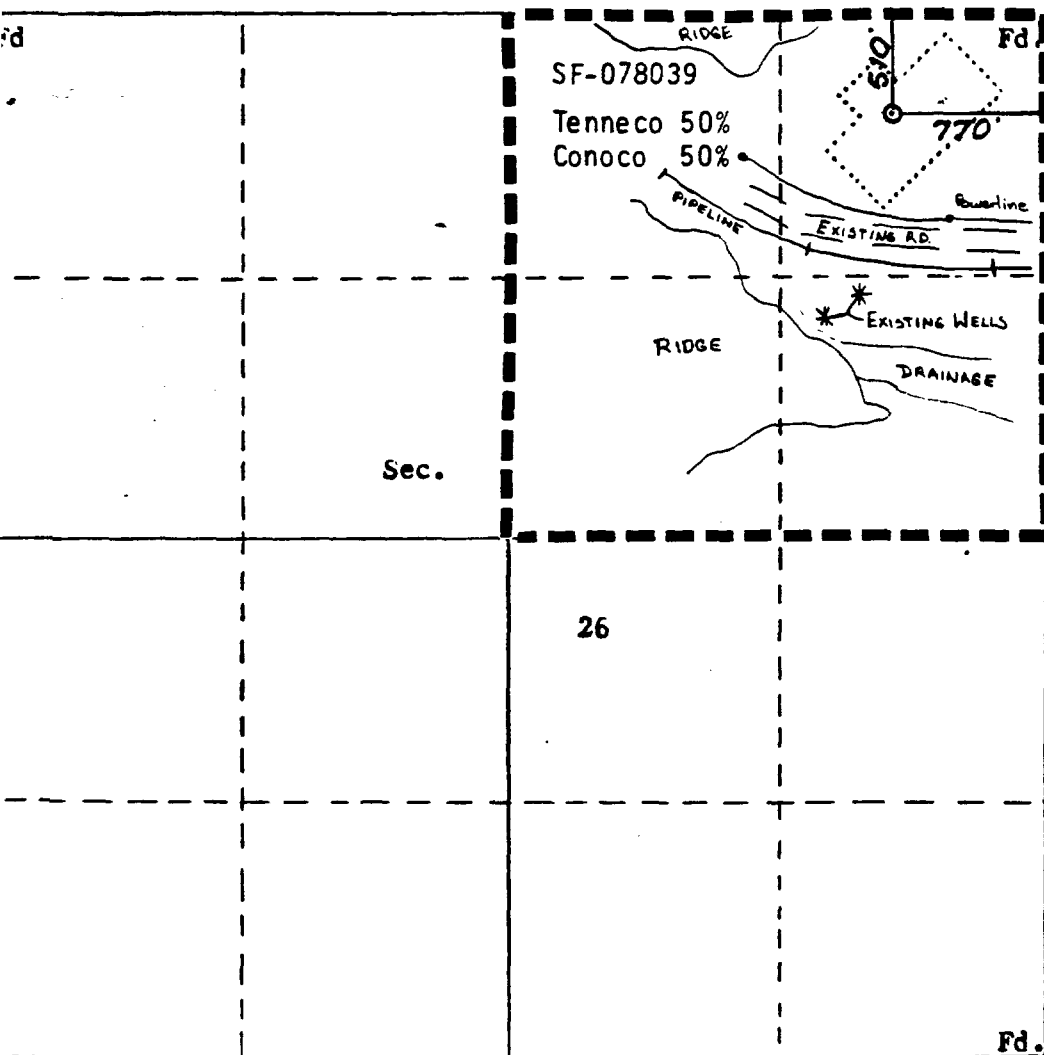 Fd
RIDGE
Fd.
SF-078039
510
Tenneco 50%
770'
Conoco 50%
Powerline
PIPELINE
EXISTING RD.
EXISTING WELLS
RIDGE
DRAINAGE
Sec.
26
Fd.